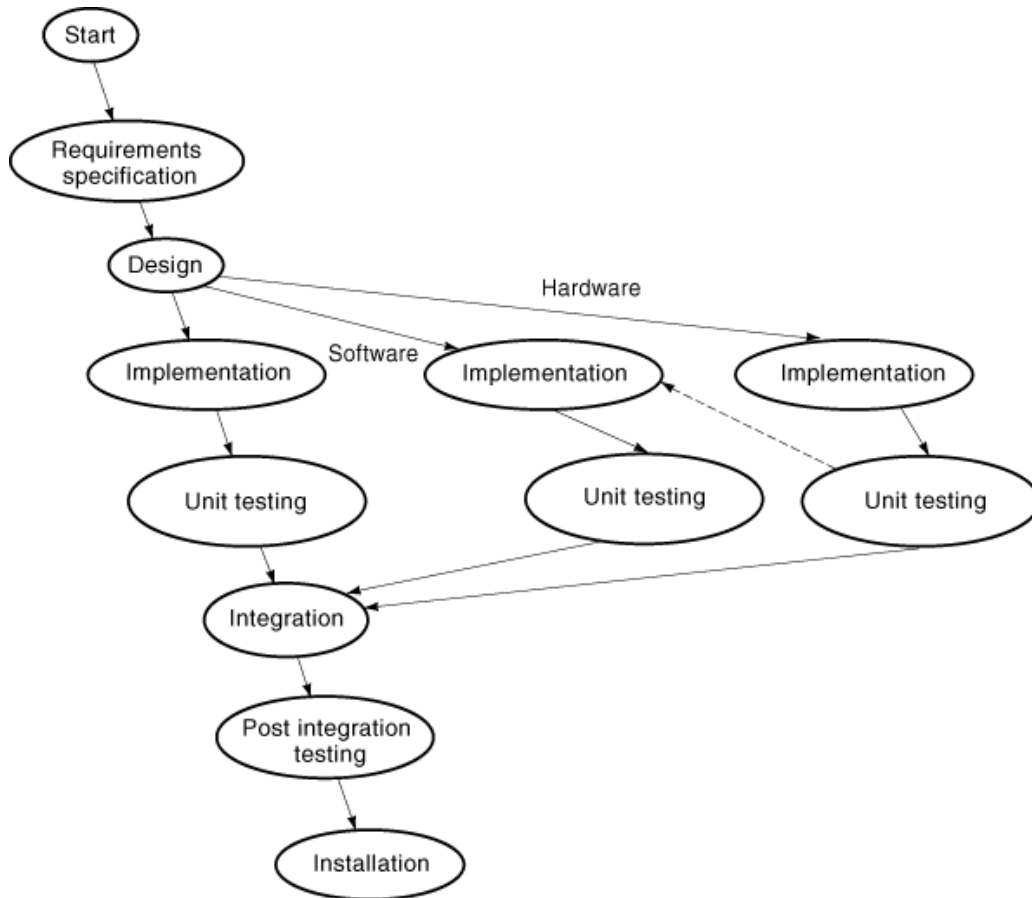 Start
Requirements
specification
Design
Hardware
Software
Implementation
Implementation
Implementation
Unit testing
Unit testing
Unit testing
Integration
Post integration
testing
Installation